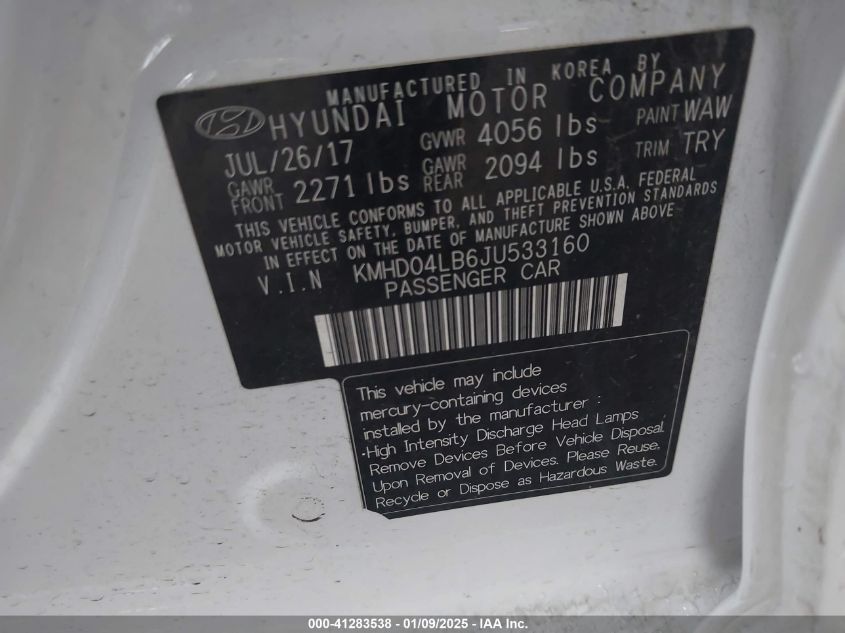 MANUFACTURED IN KOREA BY
HYUNDAI MOTOR COMPANY
JUL/26/17 GVWR 4056 lbs PAINT WAW
GAWR FRONT 2271 lbs GAWR REAR 2094 lbs TRIM TRY
THIS VEHICLE CONFORMS TO ALL APPLICABLE U.S.A. FEDERAL
MOTOR VEHICLE SAFETY, BUMPER, AND THEFT PREVENTION STANDARDS
IN EFFECT ON THE DATE OF MANUFACTURE SHOWN ABOVE
V.I.N KMHD04LB6JU533160
PASSENGER CAR
This vehicle may include
mercury-containing devices
installed by the manufacturer :
·High Intensity Discharge Head Lamps
Remove Devices Before Vehicle Disposal.
Upon Removal of Devices. Please Reuse.
Recycle or Dispose as Hazardous Waste.
000-41283538 - 01/09/2025 - IAA Inc.